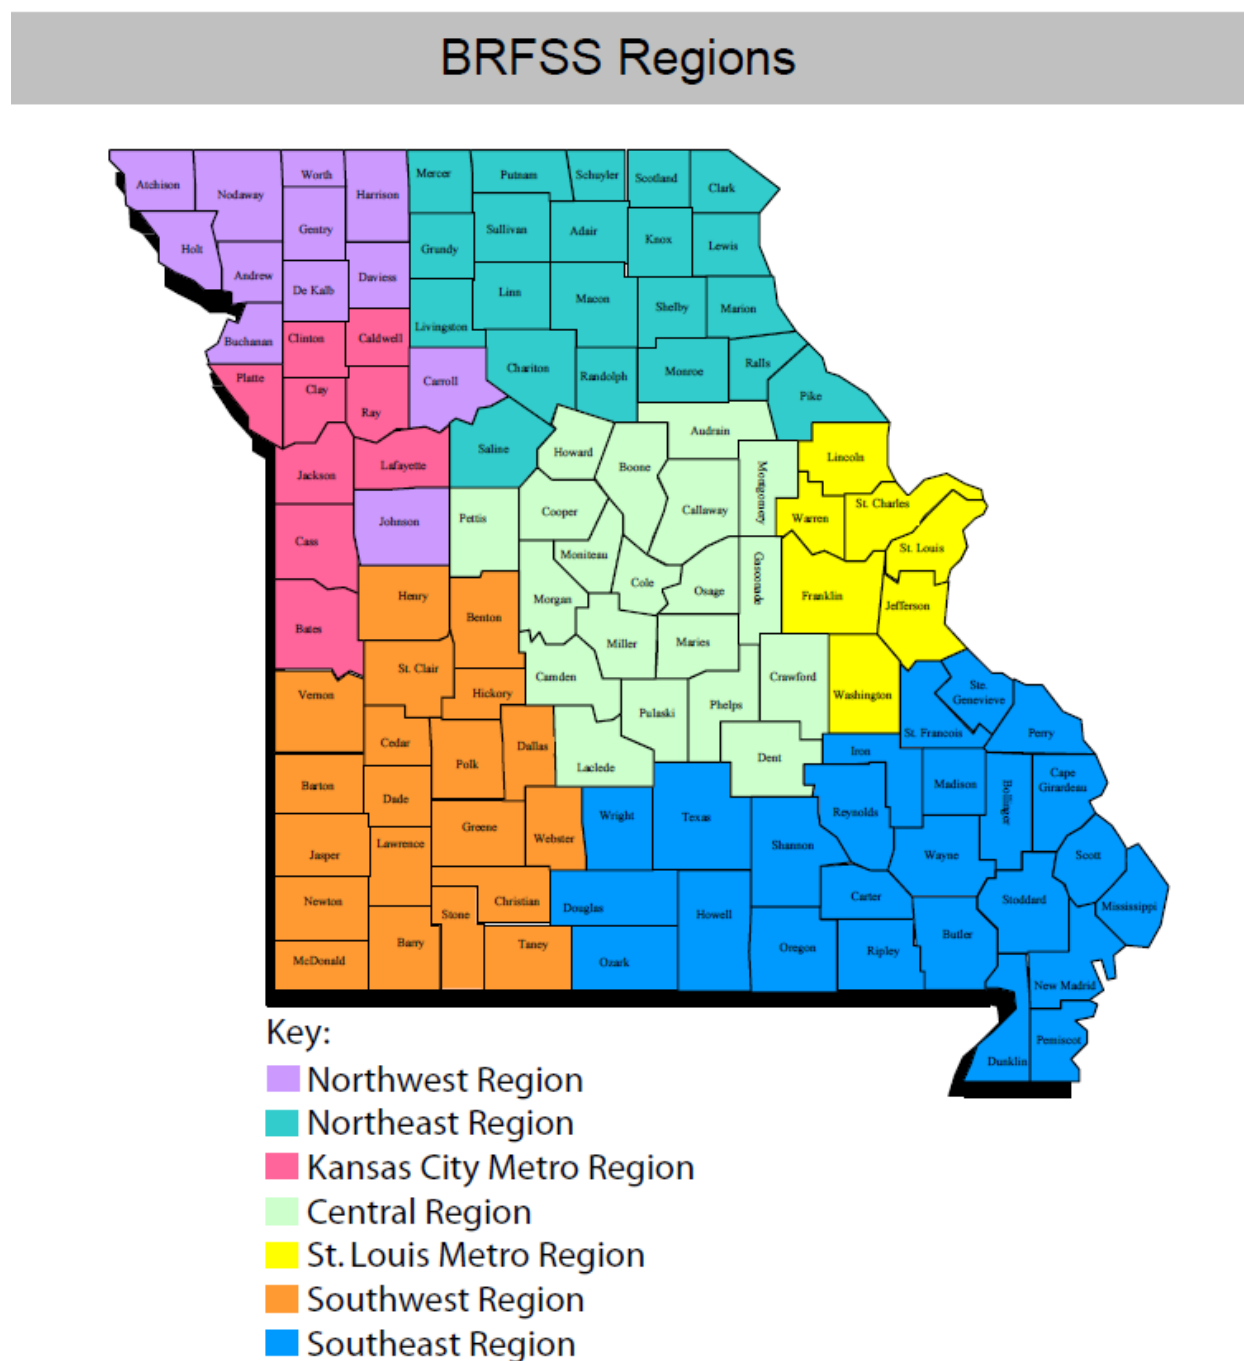 BRFSS Regions
Atchison
Nodaway
Worth
Harrison
Mercer
Putnam
Schuyler
Scotland
Clark
Holt
Gentry
Grundy
Sullivan
Adair
Knox
Lewis
Andrew
De Kalb
Daviess
Livingston
Linn
Macon
Shelby
Marion
Buchanan
Clinton
Caldwell
Carroll
Chariton
Randolph
Monroe
Ralls
Pike
Platte
Clay
Ray
Saline
Howard
Boone
Audrain
Lincoln
Jackson
Lafayette
Cooper
Callaway
Montgomery
Warren
St. Charles
St. Louis
Cass
Johnson
Pettis
Moniteau
Cole
Osage
Gasconade
Franklin
Jefferson
Bates
Henry
Benton
Morgan
Miller
Maries
Crawford
Washington
Ste.
Genevieve
Vernon
St. Clair
Hickory
Camden
Pulaski
Phelps
Dent
St. Francois
Perry
Cedar
Polk
Dallas
Laclede
Iron
Madison
Bollinger
Cape
Girardeau
Barton
Dade
Greene
Webster
Wright
Texas
Shannon
Reynolds
Wayne
Scott
Jasper
Lawrence
Christian
Douglas
Howell
Carter
Stoddard
Mississippi
Newton
Stone
Barry
Taney
Ozark
Oregon
Ripley
Butler
New Madrid
McDonald
Dunklin
Pemiscot
Key:
Northwest Region
Northeast Region
Kansas City Metro Region
Central Region
St. Louis Metro Region
Southwest Region
Southeast Region